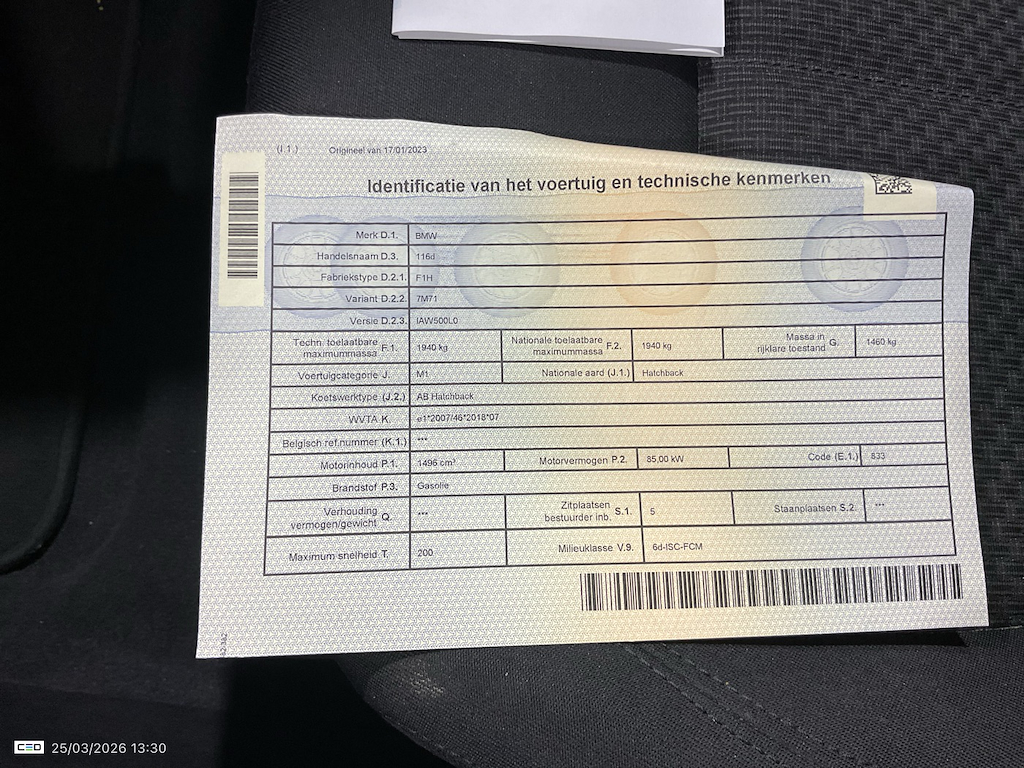 (I 1.) Origineel van 17/01/2023
Identificatie van het voertuig en technische kenmerken
Merk D.1. BMW
Handelsnaam D.3. 116d
Fabriekstype D.2.1. F1H
Variant D.2.2. 7M71
Versie D.2.3. IAW500L0
Techn. toelaatbare maximummassa F.1. 1940 kg Nationale toelaatbare maximummassa F.2. 1940 kg Massa in rijklare toestand G. 1460 kg
Voertuigcategorie J. M1 Nationale aard (J.1.) Hatchback
Koetswerktype (J.2.) AB Hatchback
WVTA K. e1*2007/46*2018*07
Belgisch ref.nummer (K.1.) ***
Motorinhoud P.1. 1496 cm³ Motorvermogen P.2. 85,00 kW Code (E.1.) 833
Brandstof P.3. Gasolie
Verhouding vermogen/gewicht Q. *** Zitplaatsen bestuurder inb. S.1. 5 Staanplaatsen S.2. ***
Maximum snelheid T. 200 Milieuklasse V.9. 6d-ISC-FCM
CEO 25/03/2026 13:30